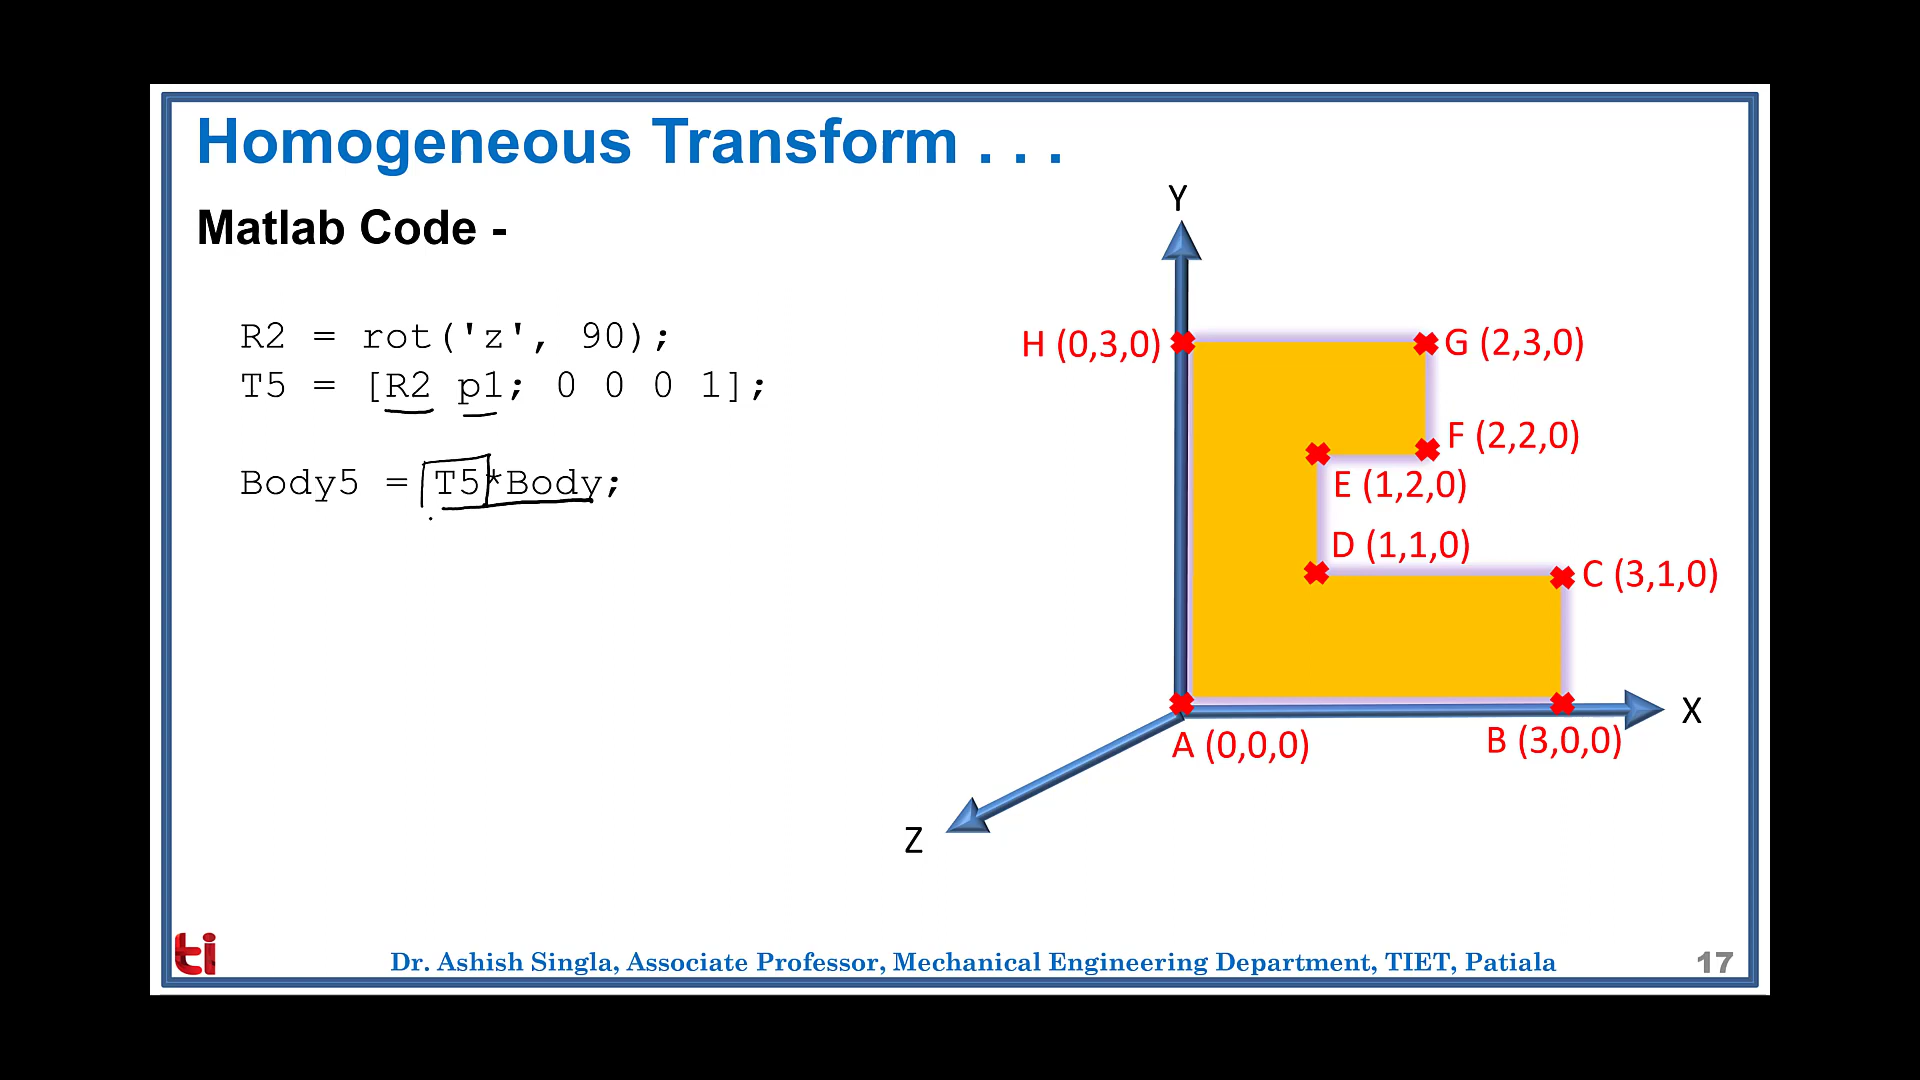 Homogeneous Transform . . .
Matlab Code -
R2 = rot('z', 90);
T5 = [R2 p1; 0 0 0 1];
Body5 = T5*Body;
Y
H (0,3,0)
G (2,3,0)
F (2,2,0)
E (1,2,0)
D (1,1,0)
C (3,1,0)
X
B (3,0,0)
A (0,0,0)
Z
ti
Dr. Ashish Singla, Associate Professor, Mechanical Engineering Department, TIET, Patiala
17